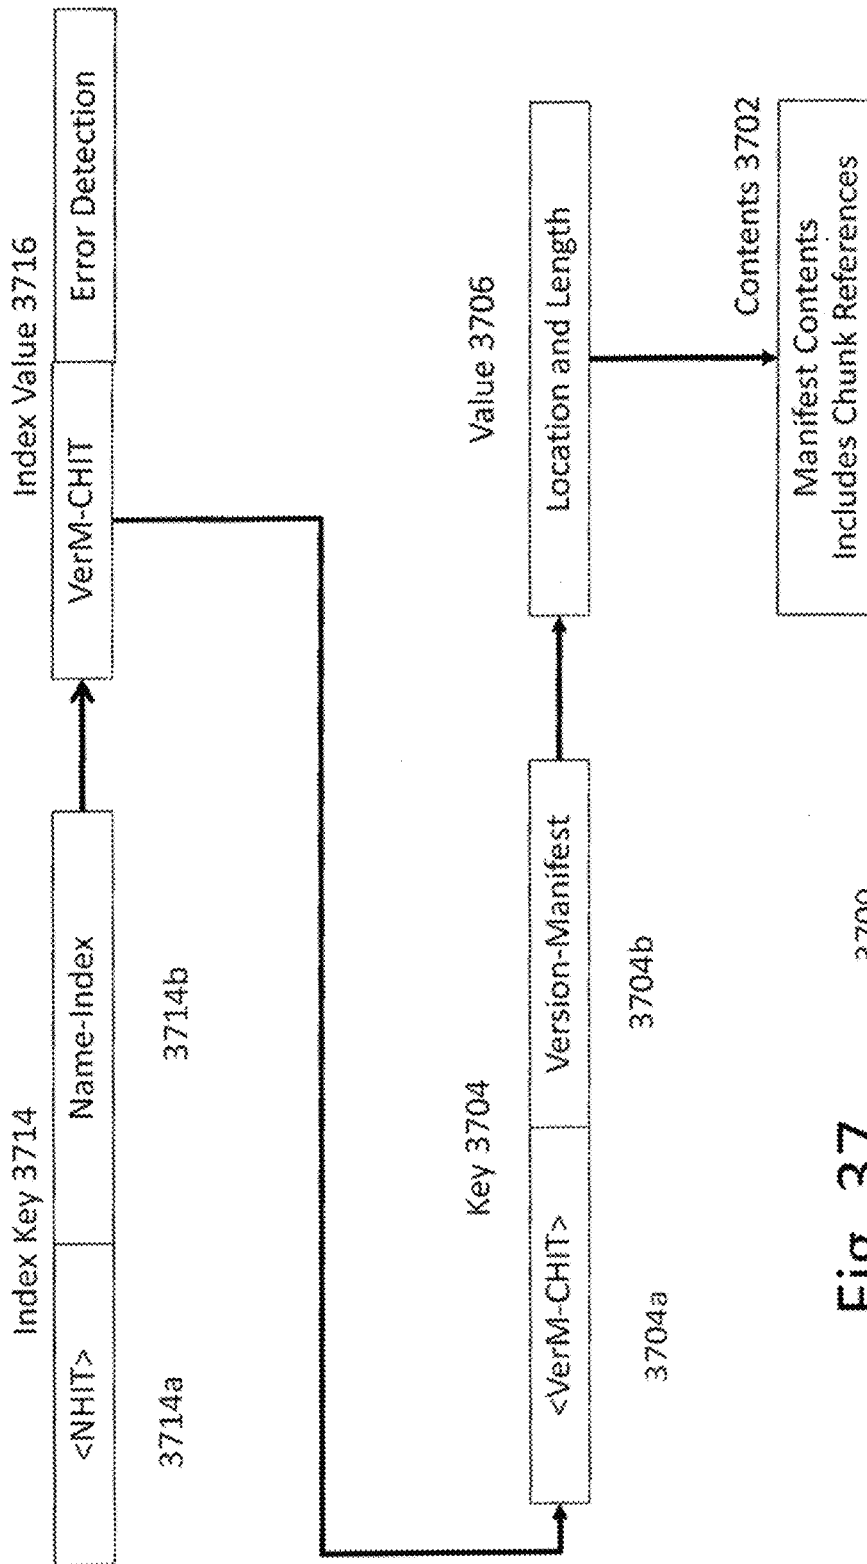 Index Key 3714
Index Value 3716
<NHIT>
Name-Index
VerM-CHIT
Error Detection
3714a
3714b
Key 3704
Value 3706
<VerM-CHIT>
Version-Manifest
Location and Length
3704a
3704b
Contents 3702
Manifest Contents
Includes Chunk References
Fig. 37